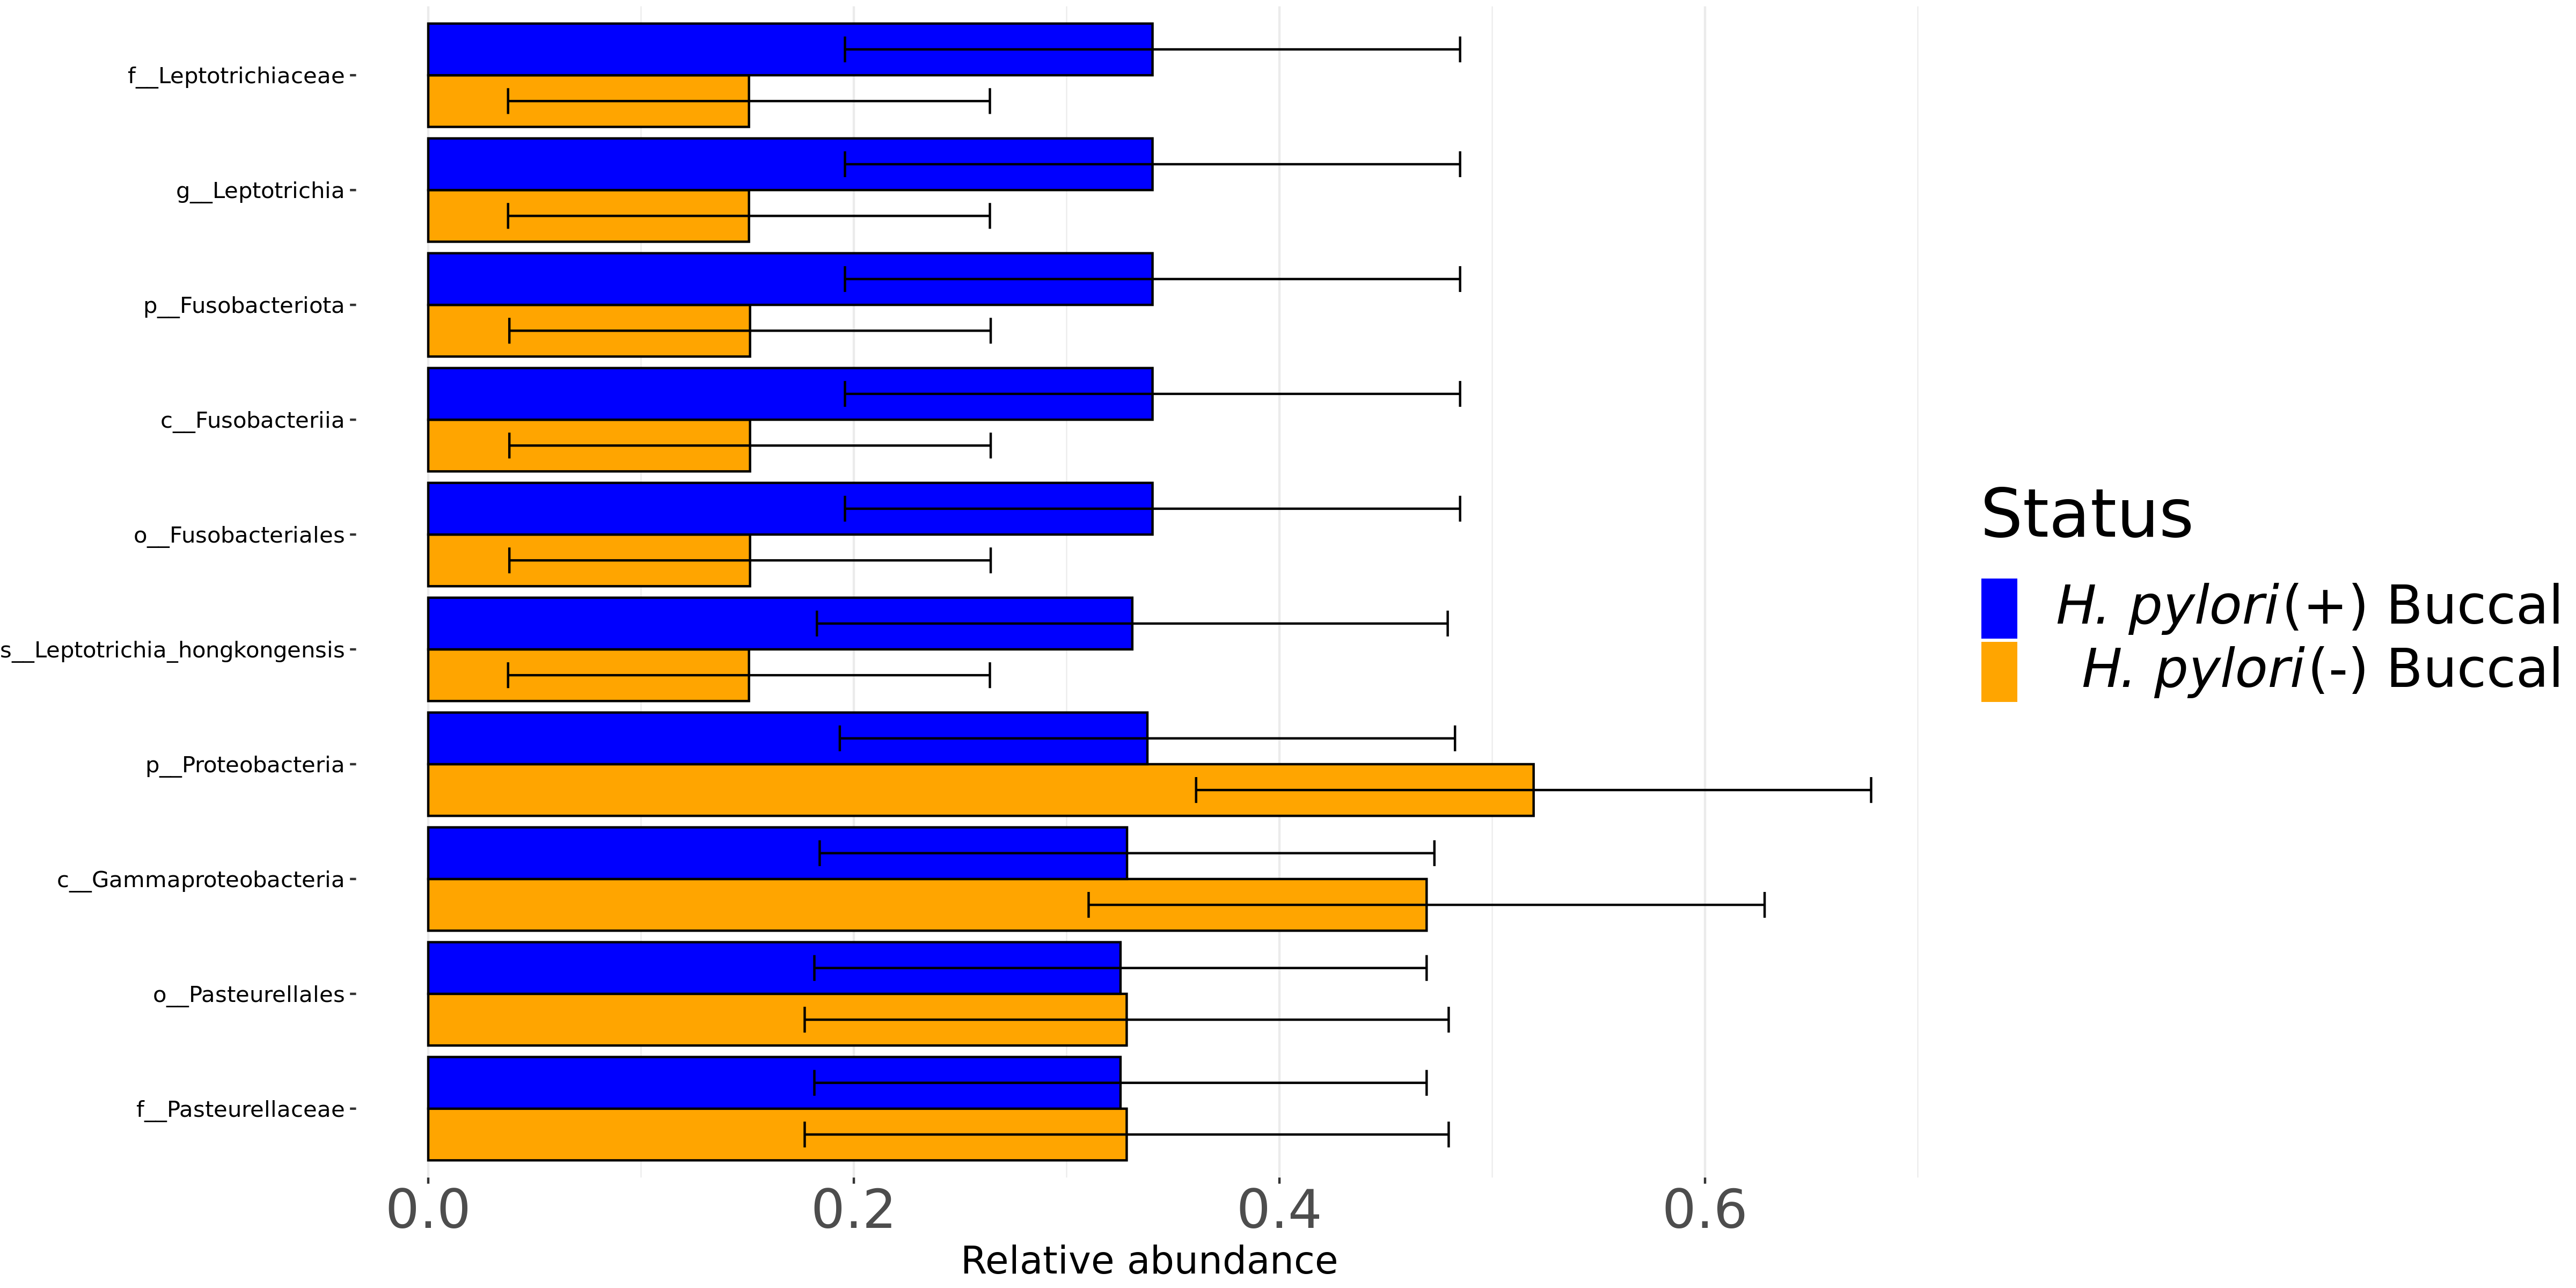 f__Leptotrichiaceae
g__Leptotrichia
p__Fusobacteriota
c__Fusobacteriia
o__Fusobacteriales
s__Leptotrichia_hongkongensis
p__Proteobacteria
c__Gammaproteobacteria
o__Pasteurellales
f__Pasteurellaceae
0.0 0.2 0.4 0.6
Relative abundance
Status
H. pylori(+) Buccal
H. pylori(-) Buccal